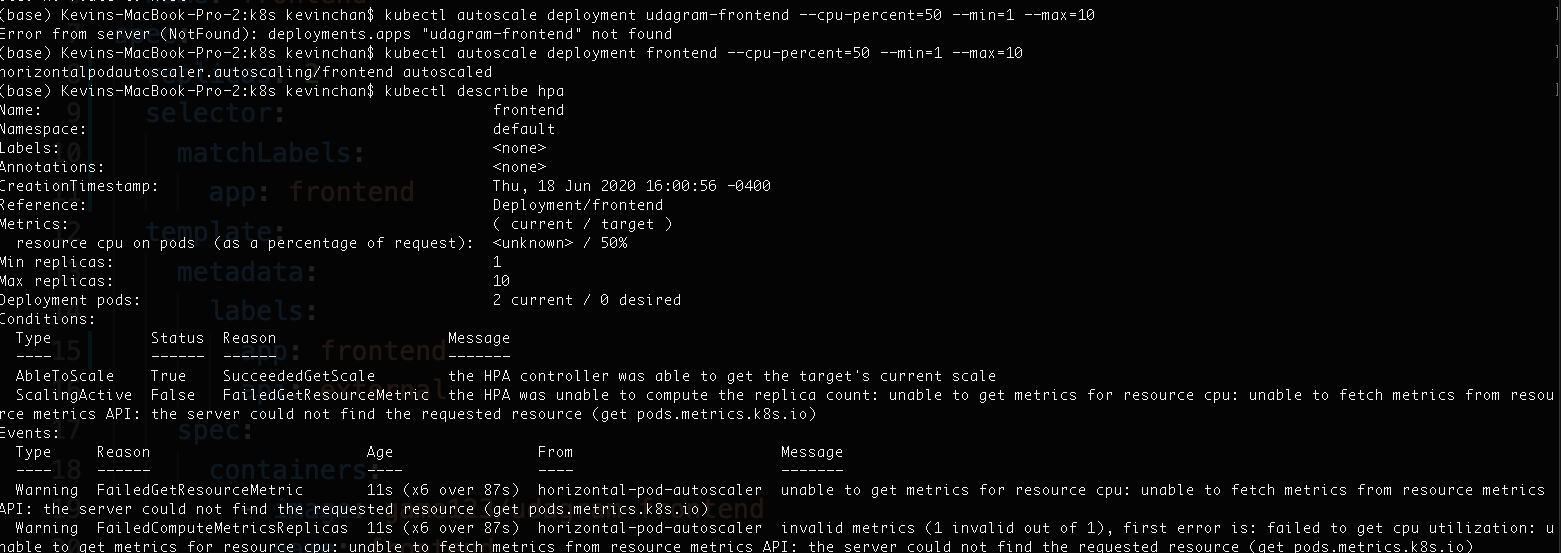 (base) Kevins-MacBook-Pro-2:k8s kevinchan$ kubectl autoscale deployment udagram-frontend --cpu-percent=50 --min=1 --max=10
Error from server (NotFound): deployments.apps "udagram-frontend" not found
(base) Kevins-MacBook-Pro-2:k8s kevinchan$ kubectl autoscale deployment frontend --cpu-percent=50 --min=1 --max=10
horizontalpodautoscaler.autoscaling/frontend autoscaled
(base) Kevins-MacBook-Pro-2:k8s kevinchan$ kubectl describe hpa
Name: frontend
9 selector:
Namespace: default
Labels: <none>
matchLabels:
Annotations: <none>
CreationTimestamp: Thu, 18 Jun 2020 16:00:56 -0400
app: frontend
Reference: Deployment/frontend
Metrics: ( current / target )
template:
resource cpu on pods (as a percentage of request): <unknown> / 50%
Min replicas: 1
metadata:
Max replicas: 10
Deployment pods: 2 current / 0 desired
labels:
Conditions:
Type Status Reason Message
---- ------ ------ -------
15 app: frontend
AbleToScale True SucceededGetScale the HPA controller was able to get the target's current scale
external
ScalingActive False FailedGetResourceMetric the HPA was unable to compute the replica count: unable to get metrics for resource cpu: unable to fetch metrics from resou
rce metrics API: the server could not find the requested resource (get pods.metrics.k8s.io)
spec:
Events:
Type Reason Age From Message
---- ------ ---- ---- -------
18 containers:
Warning FailedGetResourceMetric 11s (x6 over 87s) horizontal-pod-autoscaler unable to get metrics for resource cpu: unable to fetch metrics from resource metrics
API: the server could not find the requested resource (get pods.metrics.k8s.io)
Warning FailedComputeMetricsReplicas 11s (x6 over 87s) horizontal-pod-autoscaler invalid metrics (1 invalid out of 1), first error is: failed to get cpu utilization: u
nable to get metrics for resource cpu: unable to fetch metrics from resource metrics API: the server could not find the requested resource (get pods.metrics.k8s.io)